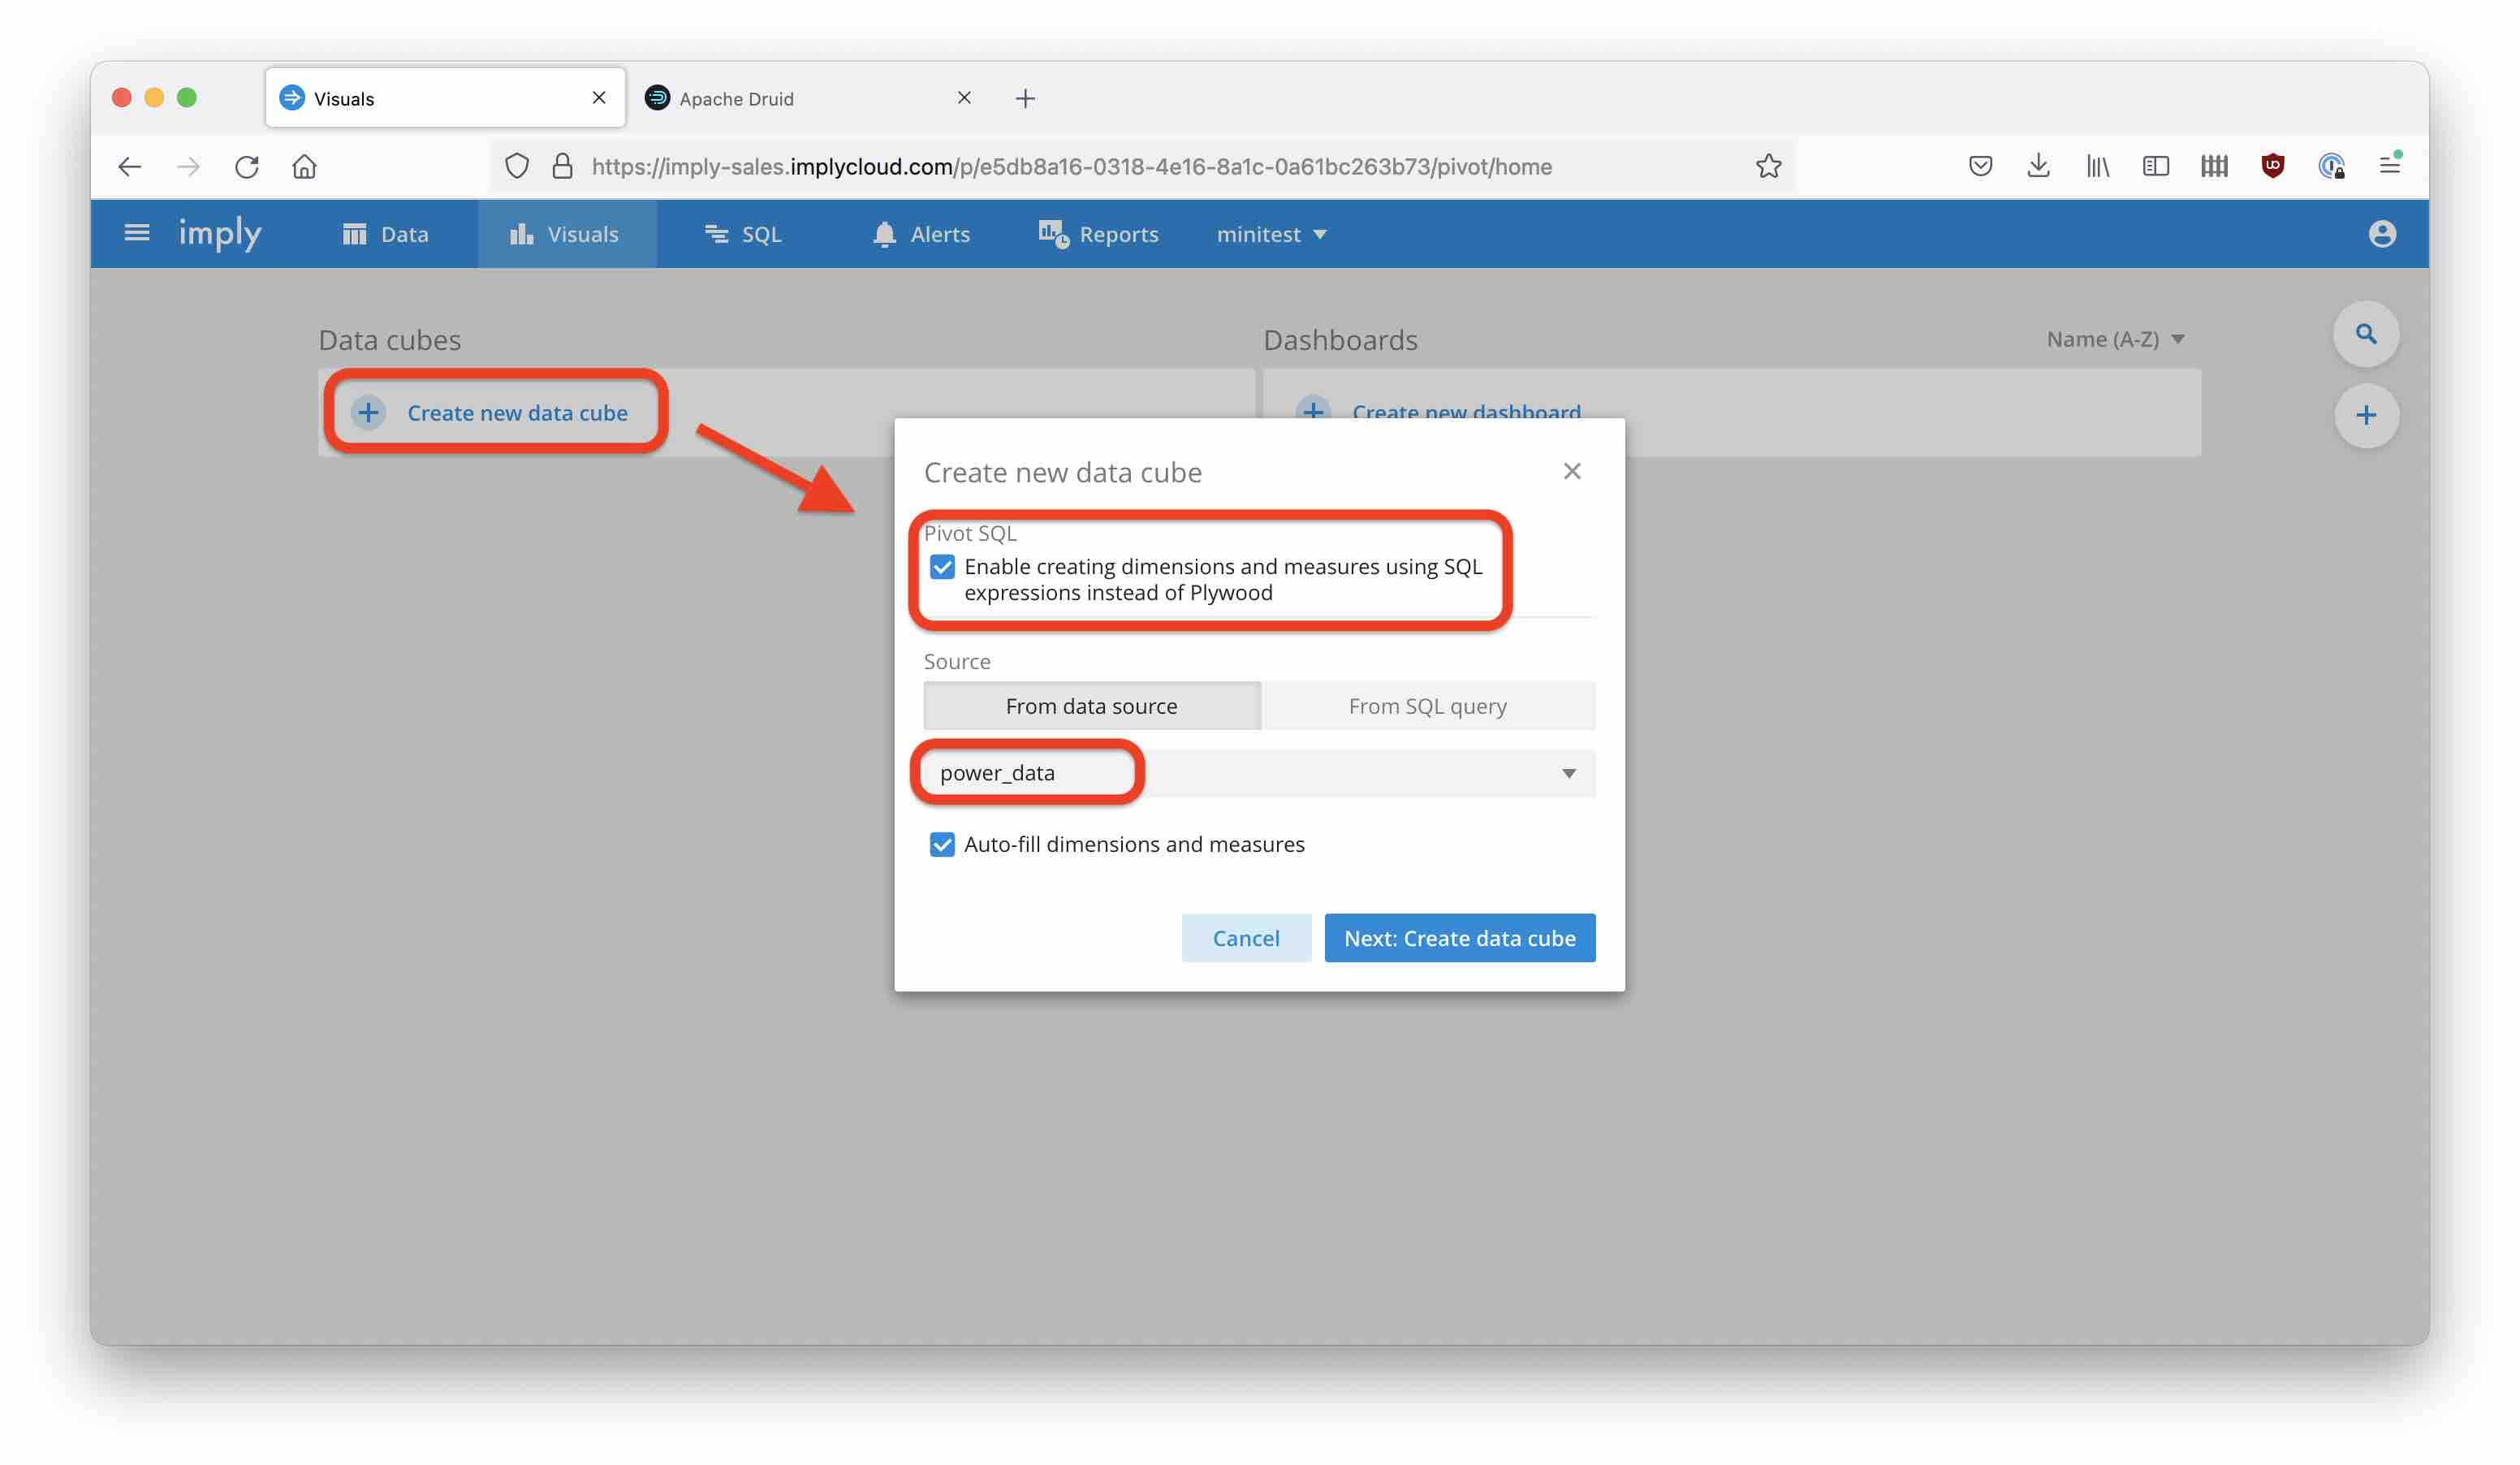 Visuals
Apache Druid
https://imply-sales.implycloud.com/p/e5db8a16-0318-4e16-8a1c-0a61bc263b73/pivot/home
imply
Data
Visuals
SQL
Alerts
Reports
minitest
Data cubes
Dashboards
Name (A-Z)
Create new data cube
Create new dashboard
Create new data cube
Pivot SQL
Enable creating dimensions and measures using SQL
expressions instead of Plywood
Source
From data source
From SQL query
power_data
Auto-fill dimensions and measures
Cancel
Next: Create data cube